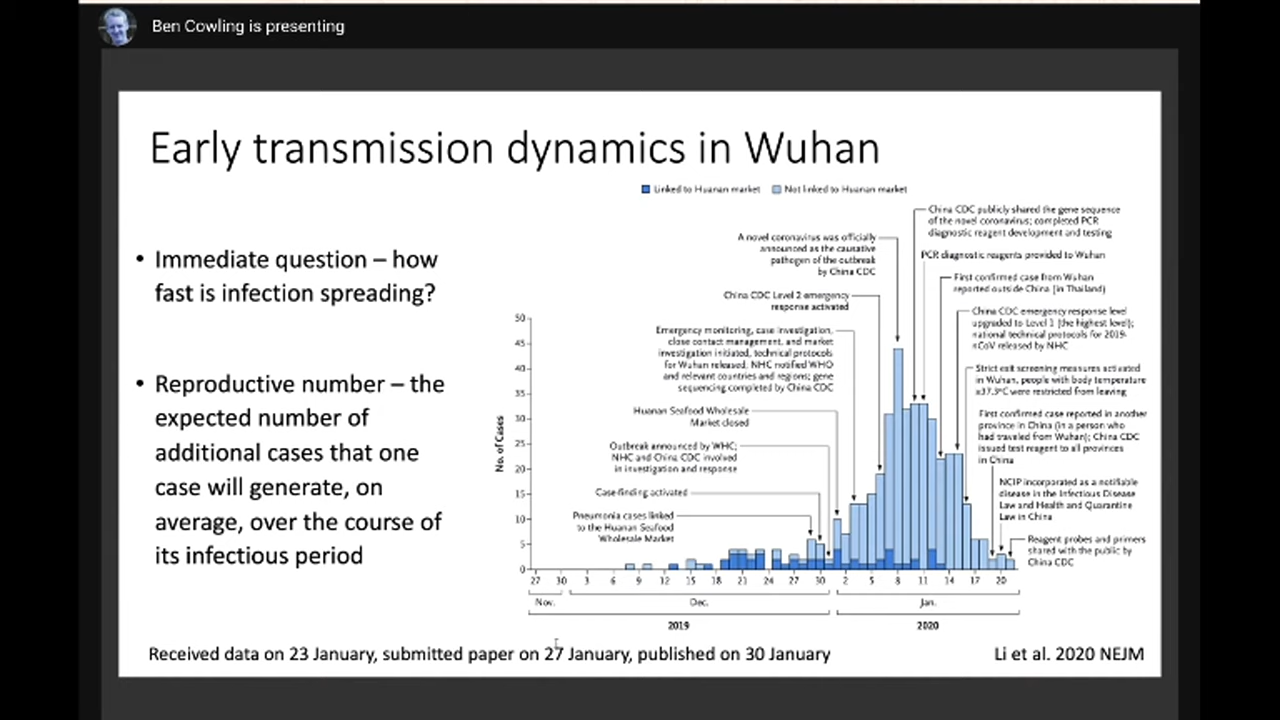 Ben Cowling is presenting
Early transmission dynamics in Wuhan
• Immediate question – how
fast is infection spreading?
• Reproductive number – the
expected number of
additional cases that one
case will generate, on
average, over the course of
its infectious period
Linked to Huanan market
Not linked to Huanan market
China CDC publicly shared the gene sequence
of the novel coronavirus; completed PCR
diagnostic reagent development and testing
A novel coronavirus was officially
announced as the causative
pathogen of the outbreak
by China CDC
PCR diagnostic reagents provided to Wuhan
First confirmed case from Wuhan
reported outside China (in Thailand)
China CDC Level 2 emergency
response activated
China CDC emergency response level
upgraded to Level 1 (the highest level);
national technical protocols for 2019-
nCoV released by NHC
Emergency monitoring, case investigation,
close contact management, and market
investigation initiated, technical protocols
for Wuhan released, NHC notified WHO
and relevant countries and regions; gene
sequencing completed by China CDC
Strict exit screening measures activated
in Wuhan, people with body temperature
≥37.3°C were restricted from leaving
Huanan Seafood Wholesale
Market closed
First confirmed case reported in another
province in China (in a person who
had traveled from Wuhan); China CDC
issued test reagent to all provinces
in China
Outbreak announced by WHC;
NHC and China CDC involved
in investigation and response
Case-finding activated
NCIP incorporated as a notifiable
disease in the Infectious Disease
Law and Health and Quarantine
Law in China
Pneumonia cases linked
to the Huanan Seafood
Wholesale Market
Reagent probes and primers
shared with the public by
China CDC
No. of Cases
50
45
40
35
30
25
20
15
10
5
0
27 30 3 6 9 12 15 18 21 24 27 30 2 5 8 11 14 17 20
Nov. Dec. Jan.
2019 2020
Received data on 23 January, submitted paper on 27 January, published on 30 January
Li et al. 2020 NEJM